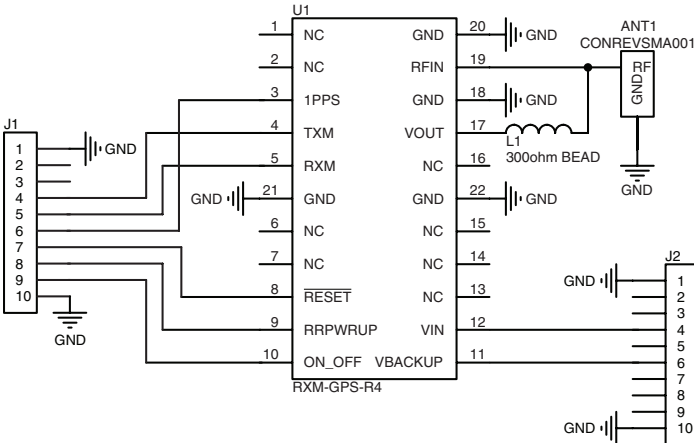 U1
1 NC GND 20 GND
2 NC RFIN 19
3 1PPS GND 18 GND
4 TXM VOUT 17
5 RXM NC 16
GND 21 GND GND 22 GND
6 NC NC 15
7 NC NC 14
8 RESET NC 13
9 RRPWRUP VIN 12
10 ON_OFF VBACKUP 11
RXM-GPS-R4
ANT1
CONREVSMA001
RF
GND
GND
L1
300ohm BEAD
J1
1 GND
2
3
4
5
6
7
8
9
10
GND
J2
GND 1
2
3
4
5
6
7
8
9
GND 10